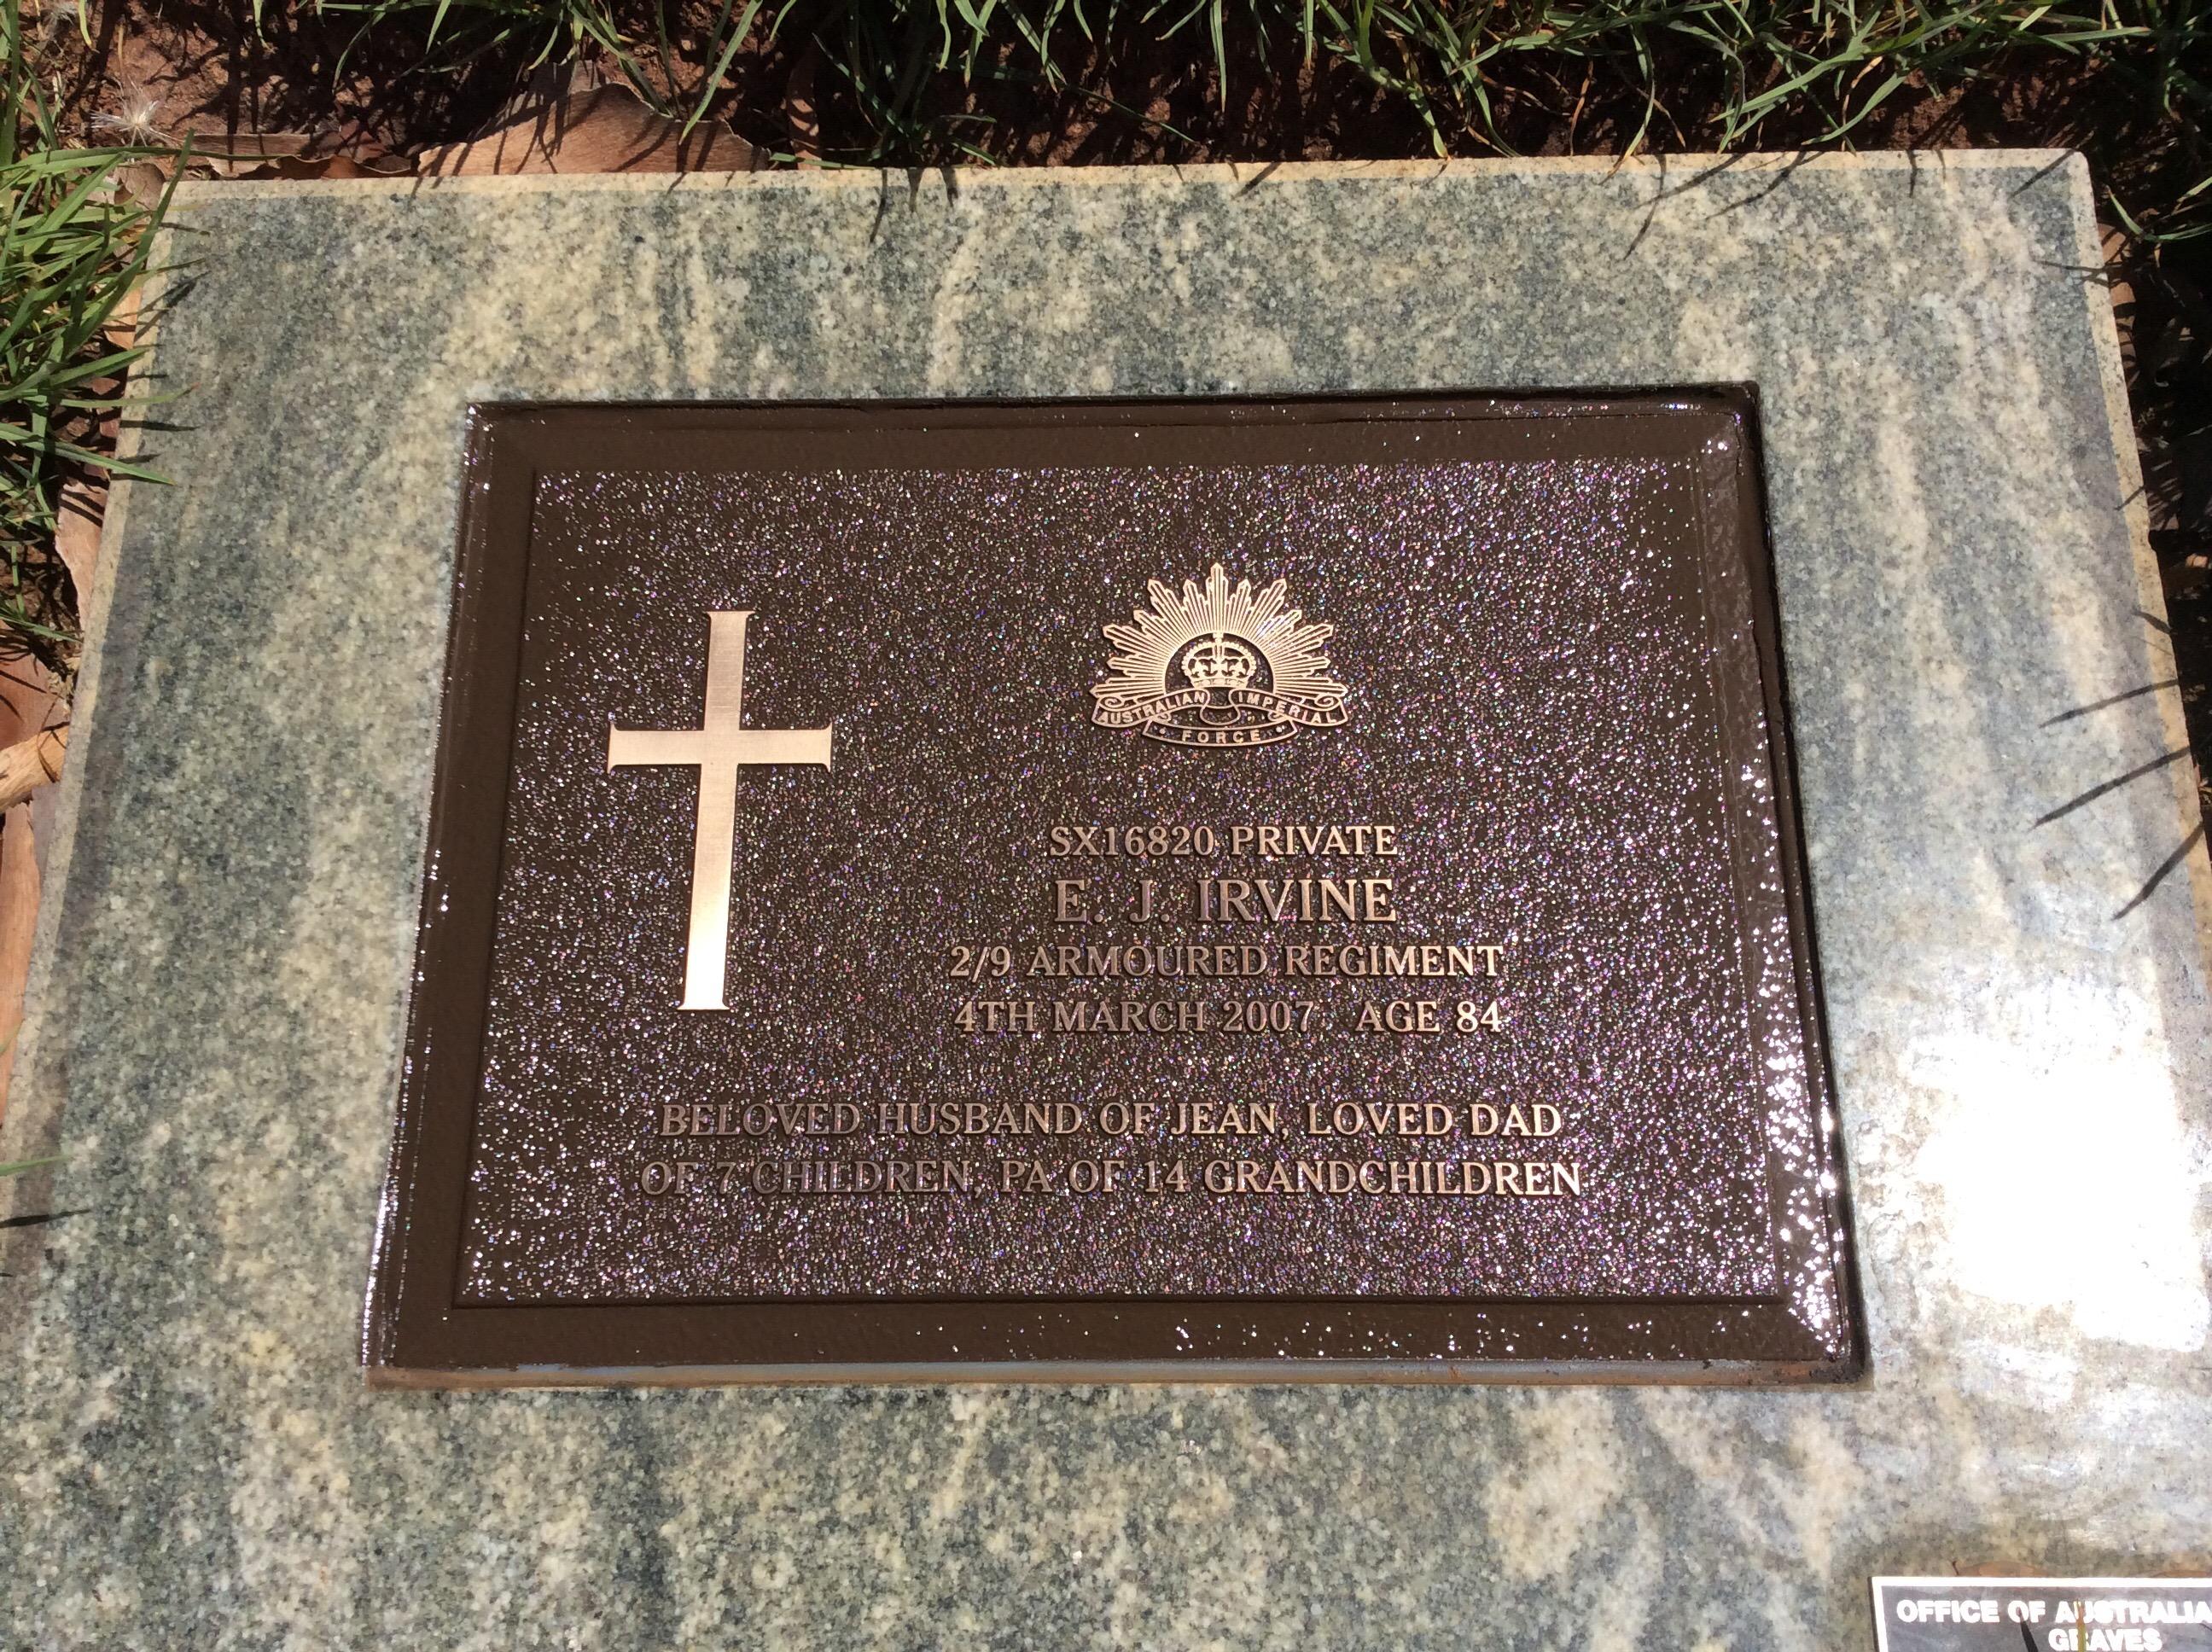 AUSTRALIAN IMPERIAL
FORCE
SX16820 PRIVATE
E. J. IRVINE
2/9 ARMOURED REGIMENT
4TH MARCH 2007 AGE 84
BELOVED HUSBAND OF JEAN, LOVED DAD
OF 7 CHILDREN, PA OF 14 GRANDCHILDREN
OFFICE OF AUSTRALIA
GRAVES